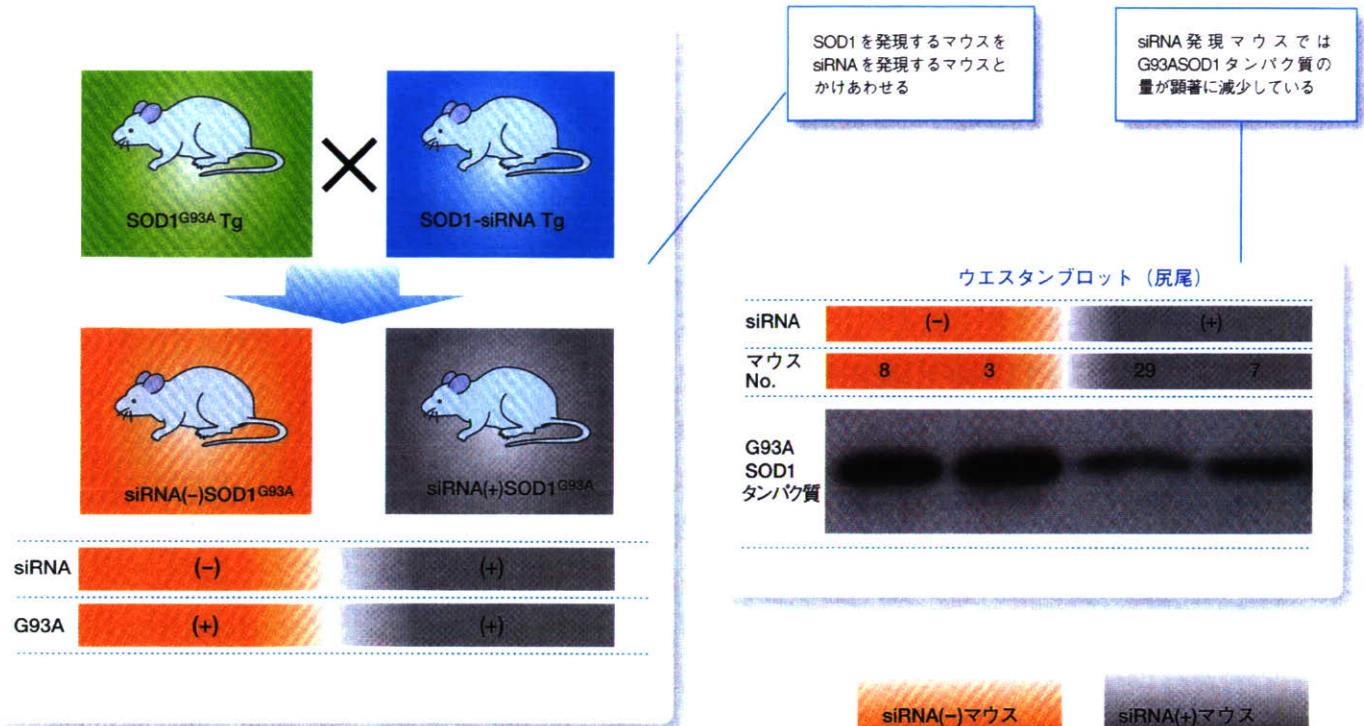 SOD1を発現するマウスを
siRNAを発現するマウスと
かけあわせる
siRNA発現マウスでは
G93ASOD1タンパク質の
量が顕著に減少している
SOD1G93A Tg
×
SOD1-siRNA Tg
siRNA(−)SOD1G93A
siRNA(+)SOD1G93A
siRNA (−) (+)
G93A (+) (+)
ウエスタンブロット（尻尾）
siRNA (−) (+)
マウス
No. 8 3 29 7
G93A
SOD1
タンパク質
siRNA(−)マウス
siRNA(+)マウス